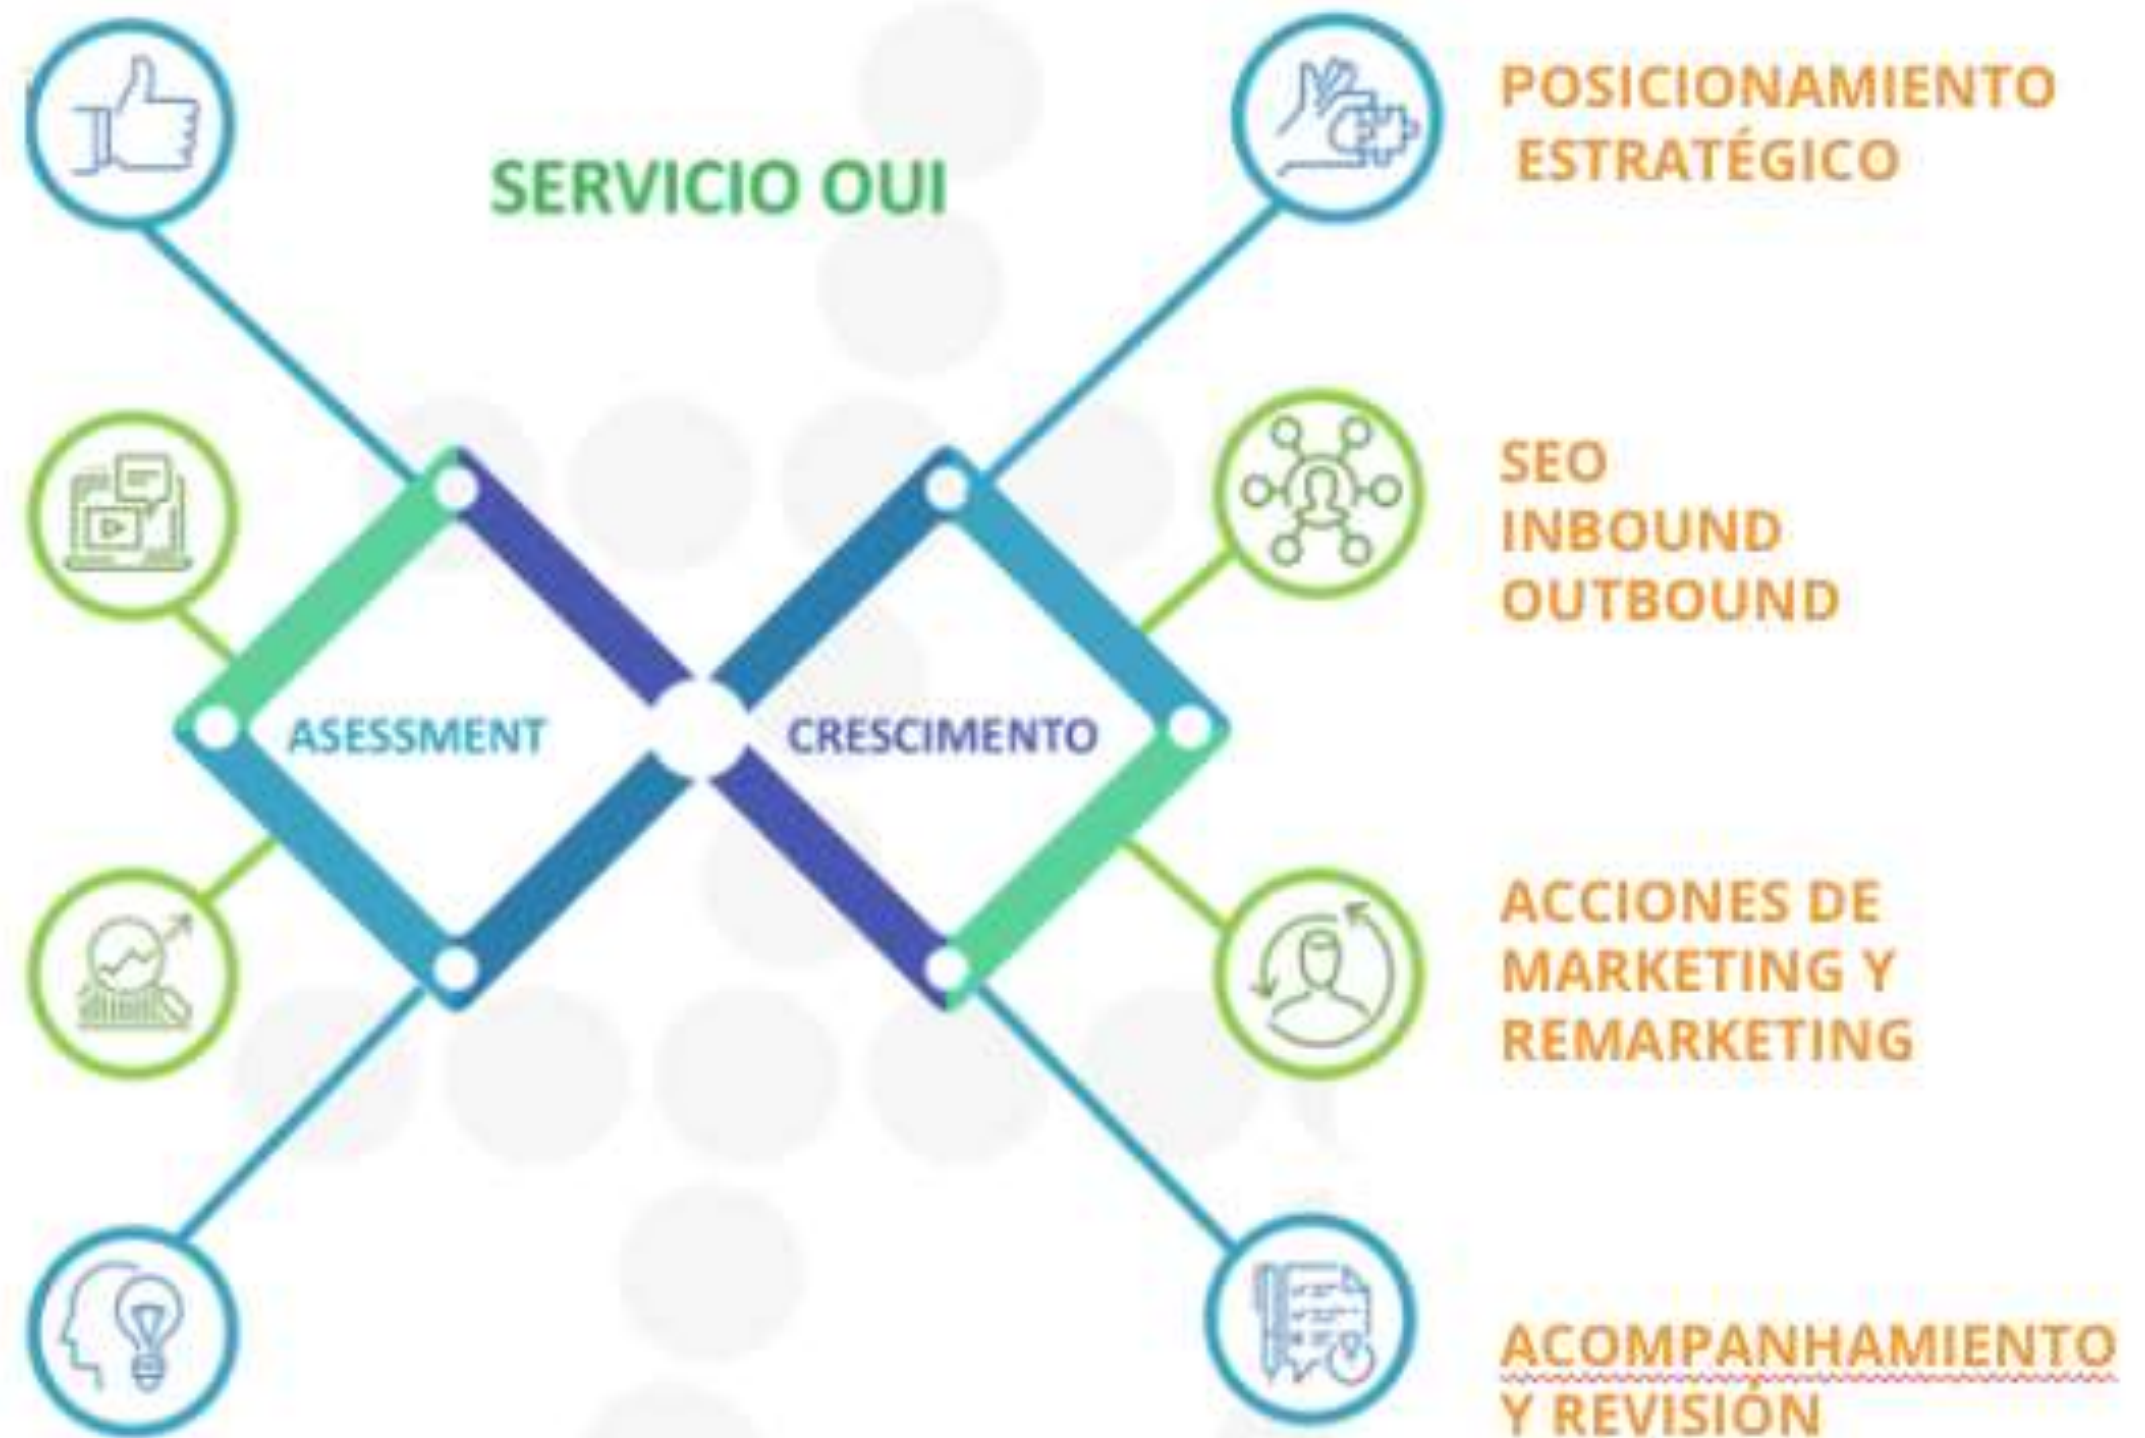 SERVICIO OUI
POSICIONAMIENTO
ESTRATÉGICO
SEO
INBOUND
OUTBOUND
ASESSMENT
CRESCIMENTO
ACCIONES DE
MARKETING Y
REMARKETING
ACOMPANHAMIENTO
Y REVISIÓN